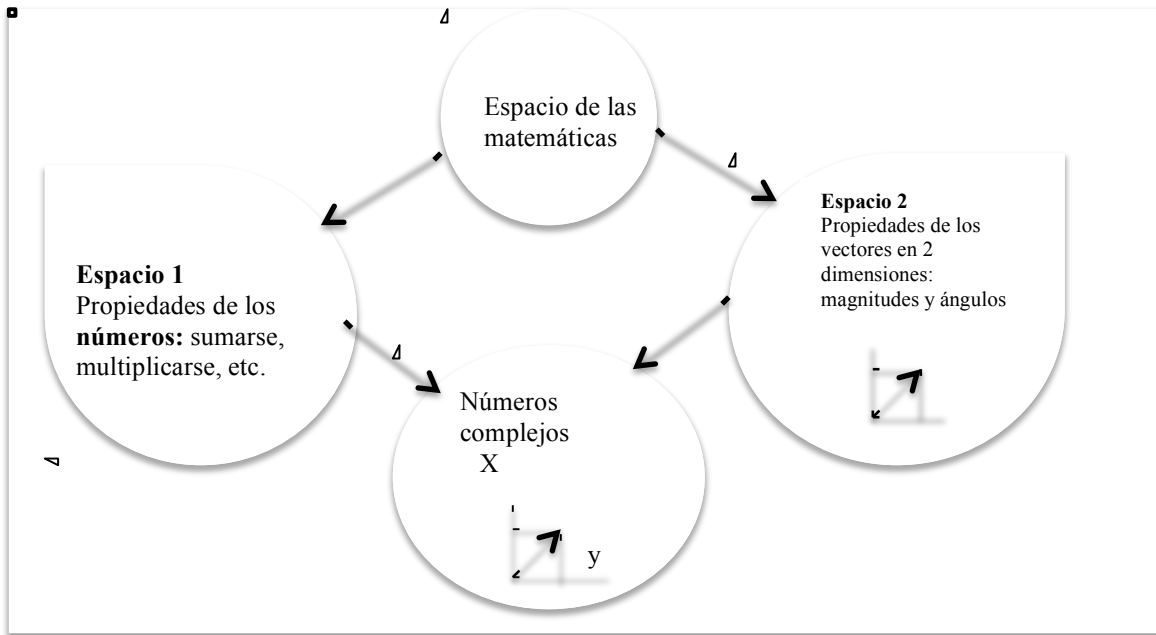 Espacio de las
matemáticas
Espacio 1
Propiedades de los
números: sumarse,
multiplicarse, etc.
Espacio 2
Propiedades de los
vectores en 2
dimensiones:
magnitudes y ángulos
Números
complejos
X
y